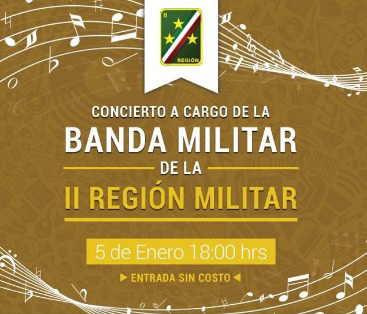 II
REGIÓN
CONCIERTO A CARGO DE LA
BANDA MILITAR
DE LA
II REGIÓN MILITAR
5 de Enero 18:00 hrs
ENTRADA SIN COSTO